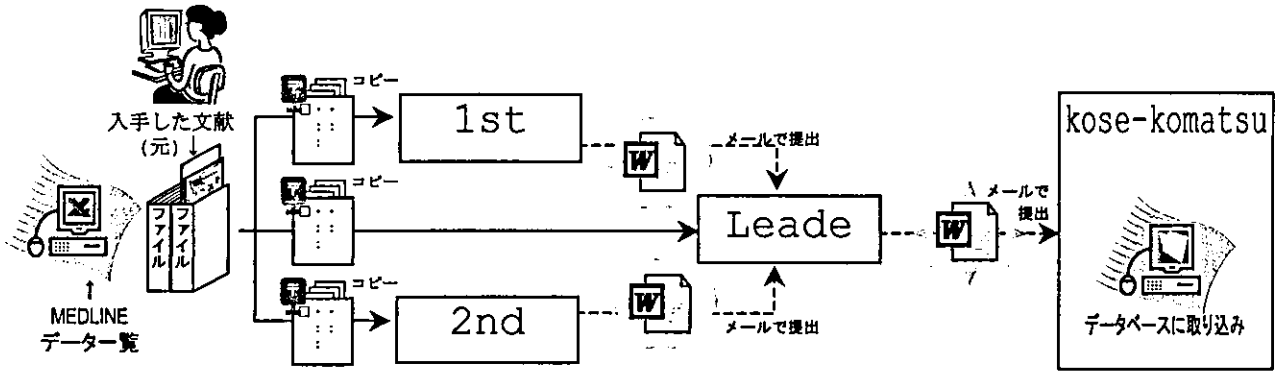 入手した文献
(元)
ファイル
ファイル
MEDLINE
データ一覧
コピー
コピー
コピー
1st
2nd
W
メールで提出
Leade
W
メールで提出
W
メールで
提出
kose-komatsu
データベースに取り込み